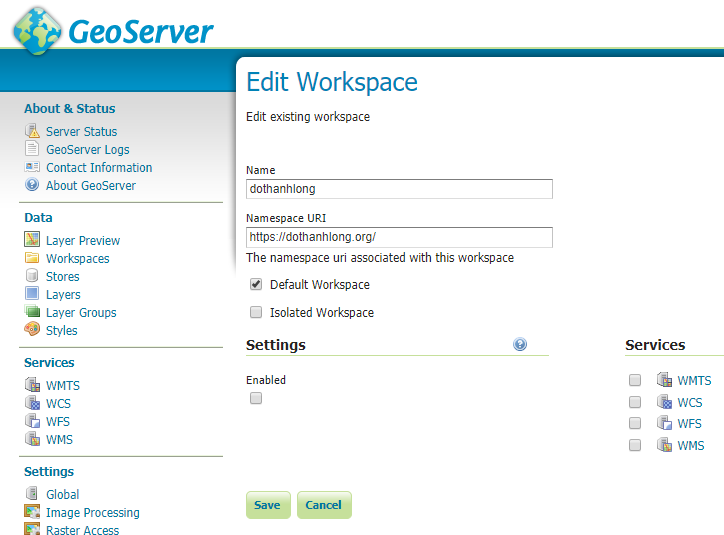 GeoServer
About & Status
Server Status
GeoServer Logs
Contact Information
About GeoServer
Data
Layer Preview
Workspaces
Stores
Layers
Layer Groups
Styles
Services
WMTS
WCS
WFS
WMS
Settings
Global
Image Processing
Raster Access
Edit Workspace
Edit existing workspace
Name
dothanhlong
Namespace URI
https://dothanhlong.org/
The namespace uri associated with this workspace
Default Workspace
Isolated Workspace
Settings
Enabled
Services
WMTS
WCS
WFS
WMS
Save Cancel